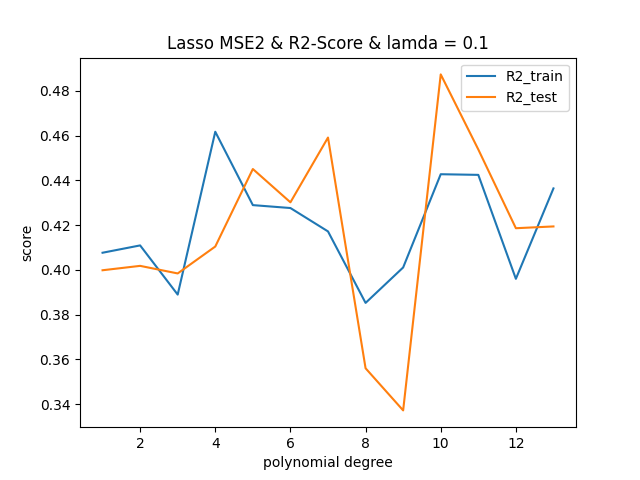 Lasso MSE2 & R2-Score & lamda = 0.1
R2_train
R2_test
score
0.48
0.46
0.44
0.42
0.40
0.38
0.36
0.34
2 4 6 8 10 12
polynomial degree